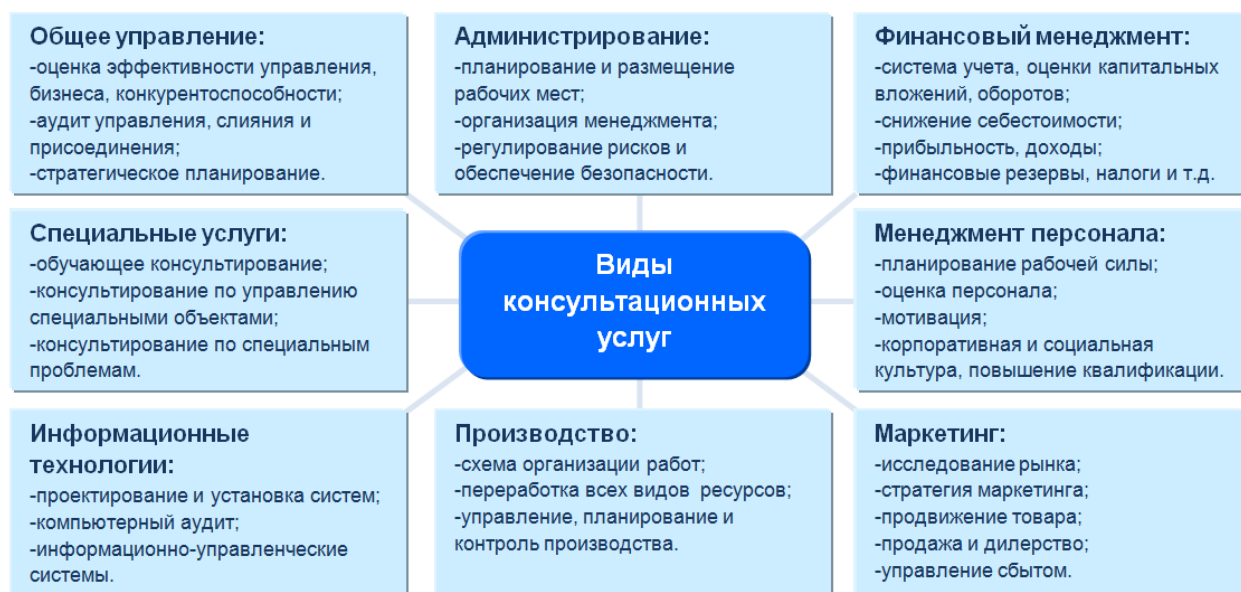 Общее управление:
-оценка эффективности управления,
бизнеса, конкурентоспособности;
-аудит управления, слияния и
присоединения;
-стратегическое планирование.
Администрирование:
-планирование и размещение
рабочих мест;
-организация менеджмента;
-регулирование рисков и
обеспечение безопасности.
Финансовый менеджмент:
-система учета, оценки капитальных
вложений, оборотов;
-снижение себестоимости;
-прибыльность, доходы;
-финансовые резервы, налоги и т.д.
Специальные услуги:
-обучающее консультирование;
-консультирование по управлению
специальными объектами;
-консультирование по специальным
проблемам.
Виды
консультационных
услуг
Менеджмент персонала:
-планирование рабочей силы;
-оценка персонала;
-мотивация;
-корпоративная и социальная
культура, повышение квалификации.
Информационные
технологии:
-проектирование и установка систем;
-компьютерный аудит;
-информационно-управленческие
системы.
Производство:
-схема организации работ;
-переработка всех видов ресурсов;
-управление, планирование и
контроль производства.
Маркетинг:
-исследование рынка;
-стратегия маркетинга;
-продвижение товара;
-продажа и дилерство;
-управление сбытом.